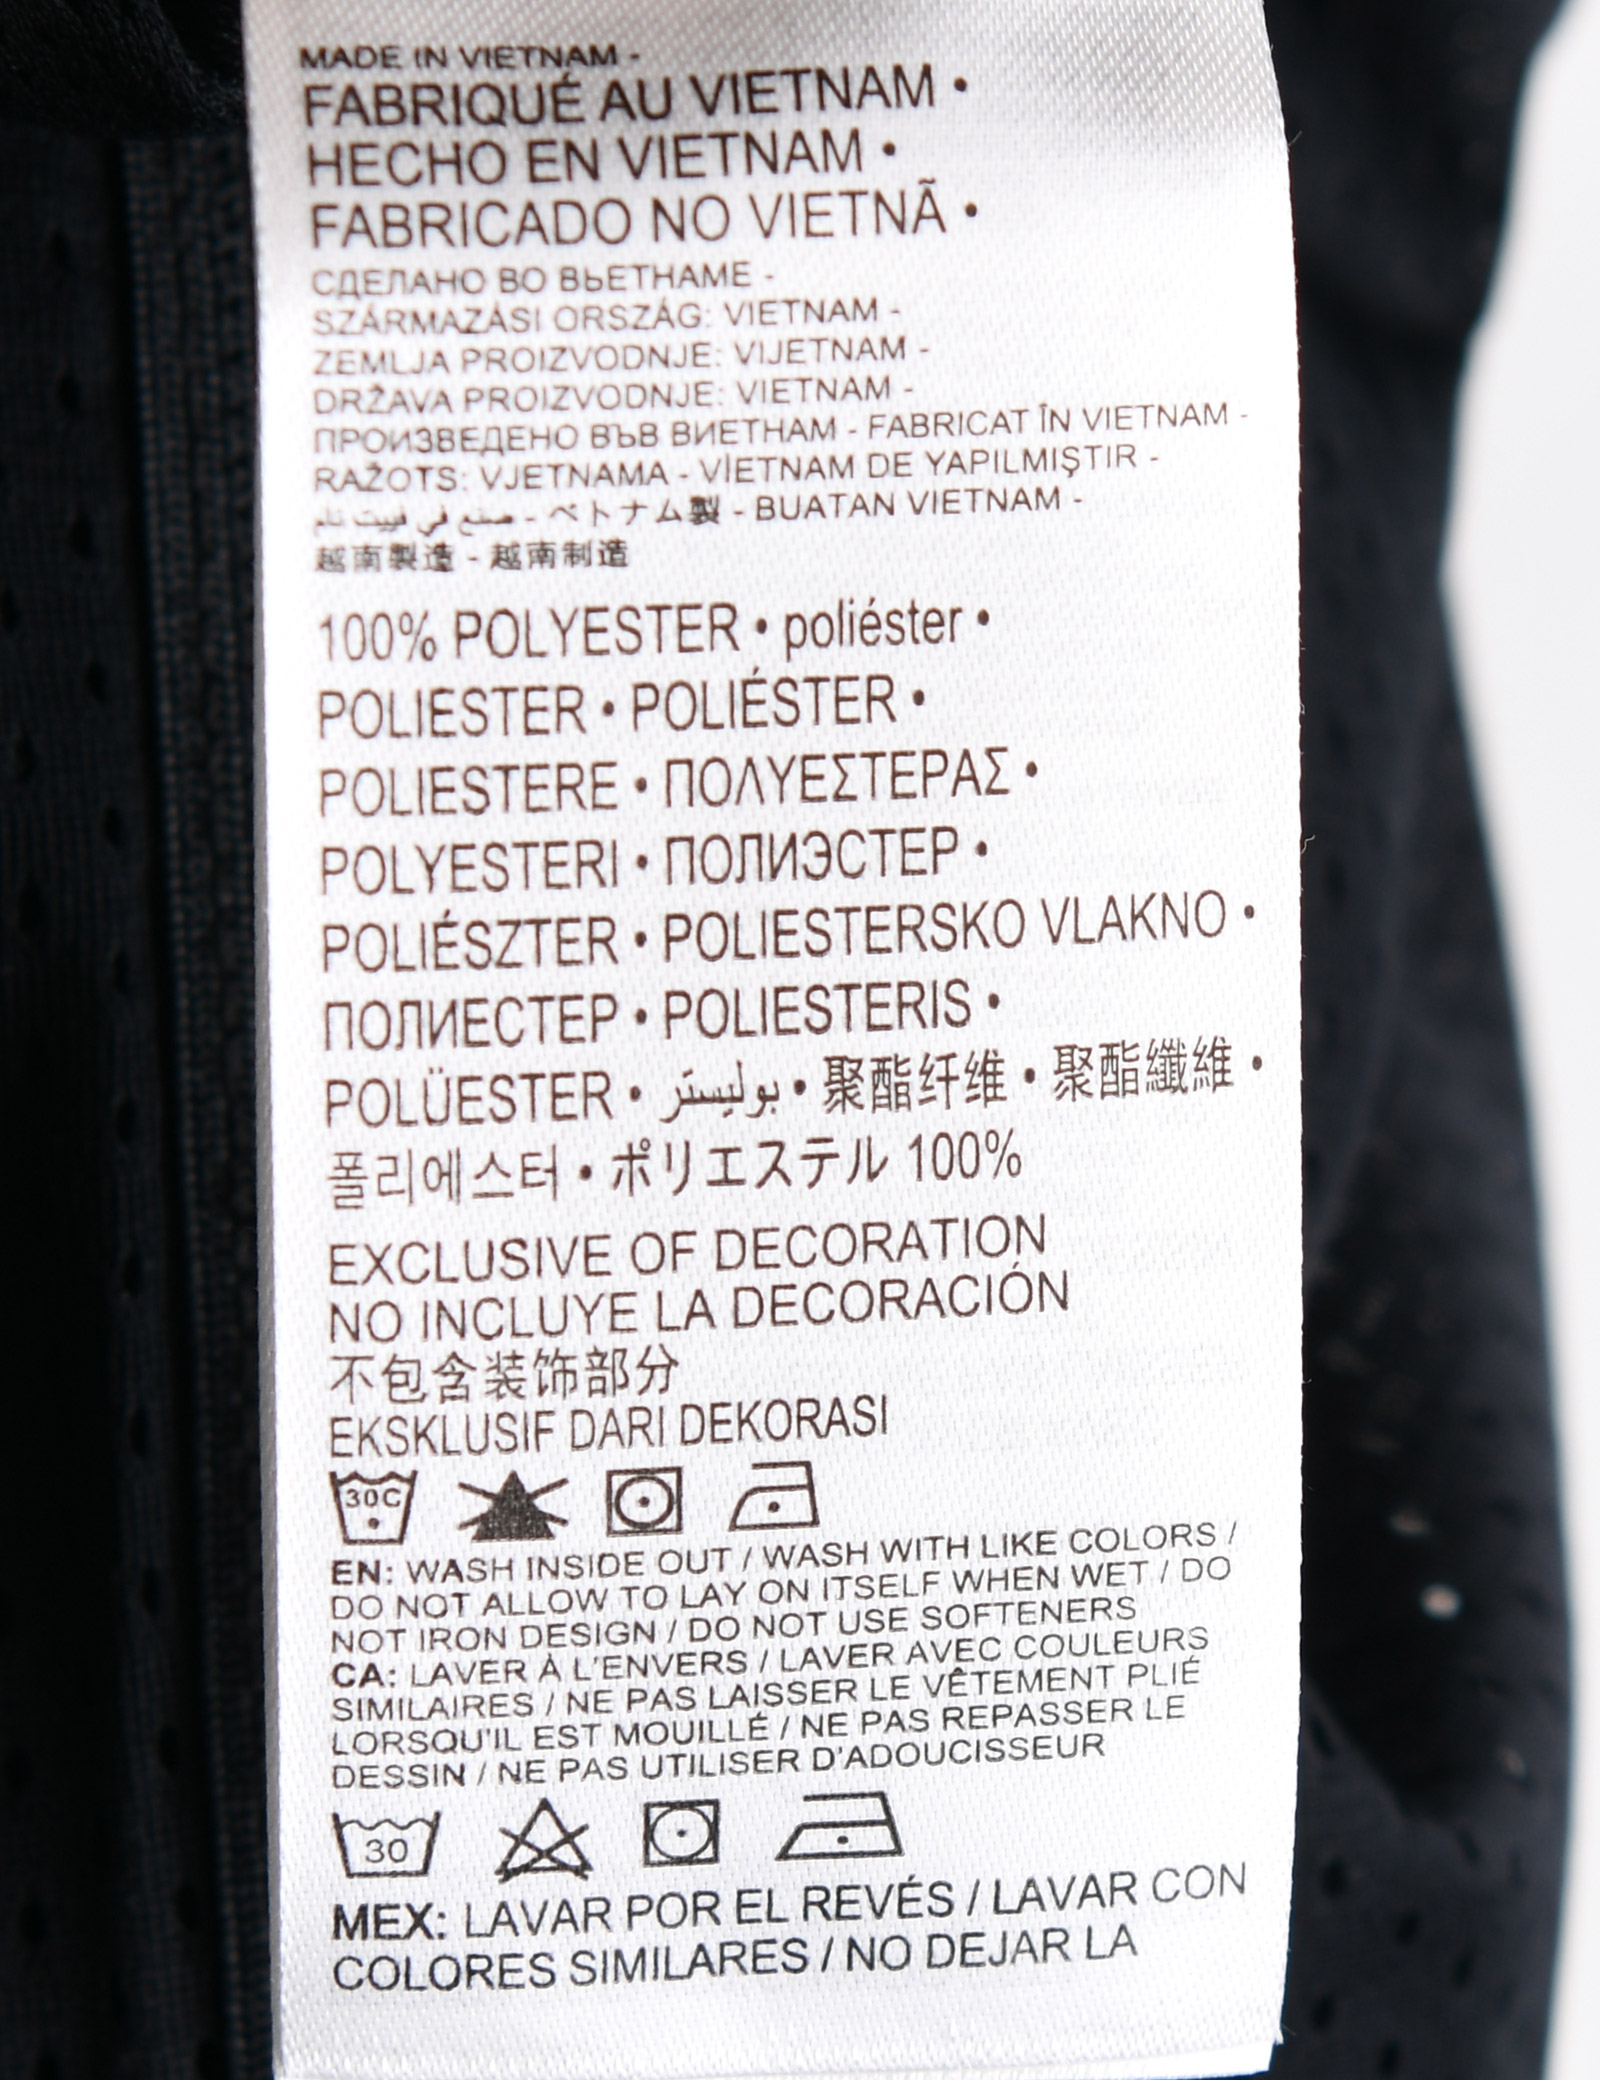 MADE IN VIETNAM -
FABRIQUÉ AU VIETNAM •
HECHO EN VIETNAM •
FABRICADO NO VIETNÃ •
СДЕЛАНО ВО ВЬЕТНАМЕ -
SZÁRMAZÁSI ORSZÁG: VIETNAM -
ZEMLJA PROIZVODNJE: VIJETNAM -
DRŽAVA PROIZVODNJE: VIETNAM -
ПРОИЗВЕДЕНО ВЪВ ВИЕТНАМ - FABRICAT ÎN VIETNAM -
RAŽOTS: VJETNAMA - VİETNAM DE YAPILMIŞTIR -
صنع في فييت نام - ベトナム製 - BUATAN VIETNAM -
越南製造 - 越南制造
100% POLYESTER • poliéster •
POLIESTER • POLIÉSTER •
POLIESTERE • ΠΟΛΥΕΣΤΕΡΑΣ •
POLYESTERI • ПОЛИЭСТЕР •
POLIÉSZTER • POLIESTERSKO VLAKNO •
ПОЛИЕСТЕР • POLIESTERIS •
POLÜESTER • بوليستر • 聚酯纤维 • 聚酯纖維 •
폴리에스터 • ポリエステル 100%
EXCLUSIVE OF DECORATION
NO INCLUYE LA DECORACIÓN
不包含装饰部分
EKSKLUSIF DARI DEKORASI
30C
EN: WASH INSIDE OUT / WASH WITH LIKE COLORS /
DO NOT ALLOW TO LAY ON ITSELF WHEN WET / DO
NOT IRON DESIGN / DO NOT USE SOFTENERS
CA: LAVER À L'ENVERS / LAVER AVEC COULEURS
SIMILAIRES / NE PAS LAISSER LE VÊTEMENT PLIÉ
LORSQU'IL EST MOUILLÉ / NE PAS REPASSER LE
DESSIN / NE PAS UTILISER D'ADOUCISSEUR
30
MEX: LAVAR POR EL REVÉS / LAVAR CON
COLORES SIMILARES / NO DEJAR LA